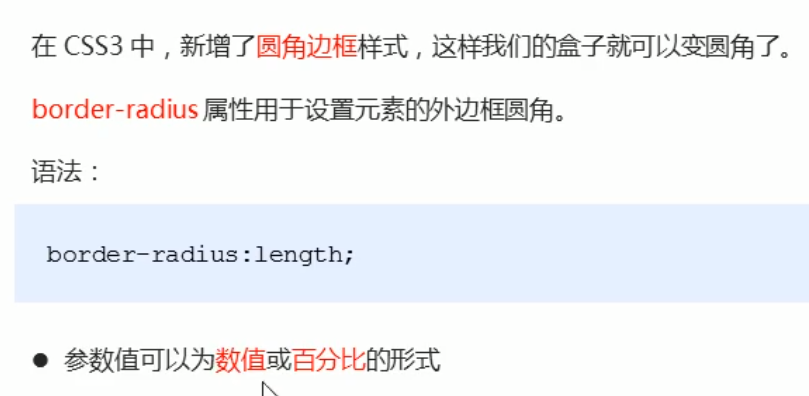 在 CSS3 中，新增了圆角边框样式，这样我们的盒子就可以变圆角了。
border-radius 属性用于设置元素的外边框圆角。
语法：
border-radius:length;
● 参数值可以为数值或百分比的形式